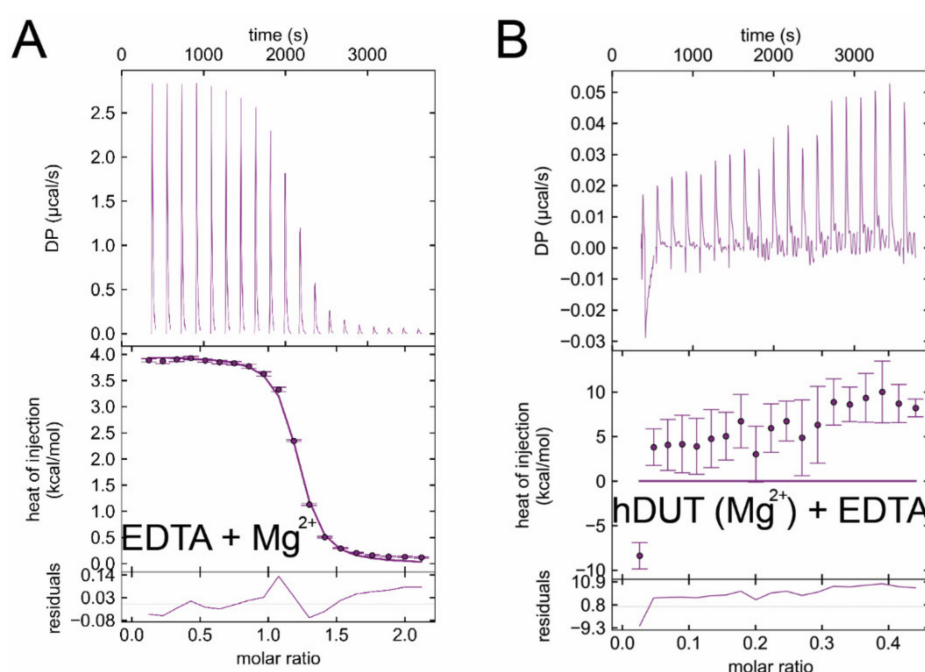 A
time (s)
0 1000 2000 3000
DP (µcal/s)
2.5
2.0
1.5
1.0
0.5
0.0
heat of injection
(kcal/mol)
4.0
3.5
3.0
2.5
2.0
1.5
1.0
0.5
0.0
EDTA + Mg²⁺
residuals
0.14
0.03
−0.08
0.0 0.5 1.0 1.5 2.0
molar ratio
B
time (s)
0 1000 2000 3000
DP (µcal/s)
0.05
0.04
0.03
0.02
0.01
0.00
−0.01
−0.02
−0.03
heat of injection
(kcal/mol)
10
5
0
−5
−10
hDUT (Mg²⁺) + EDTA
residuals
10.9
0.8
−9.3
0.0 0.1 0.2 0.3 0.4
molar ratio